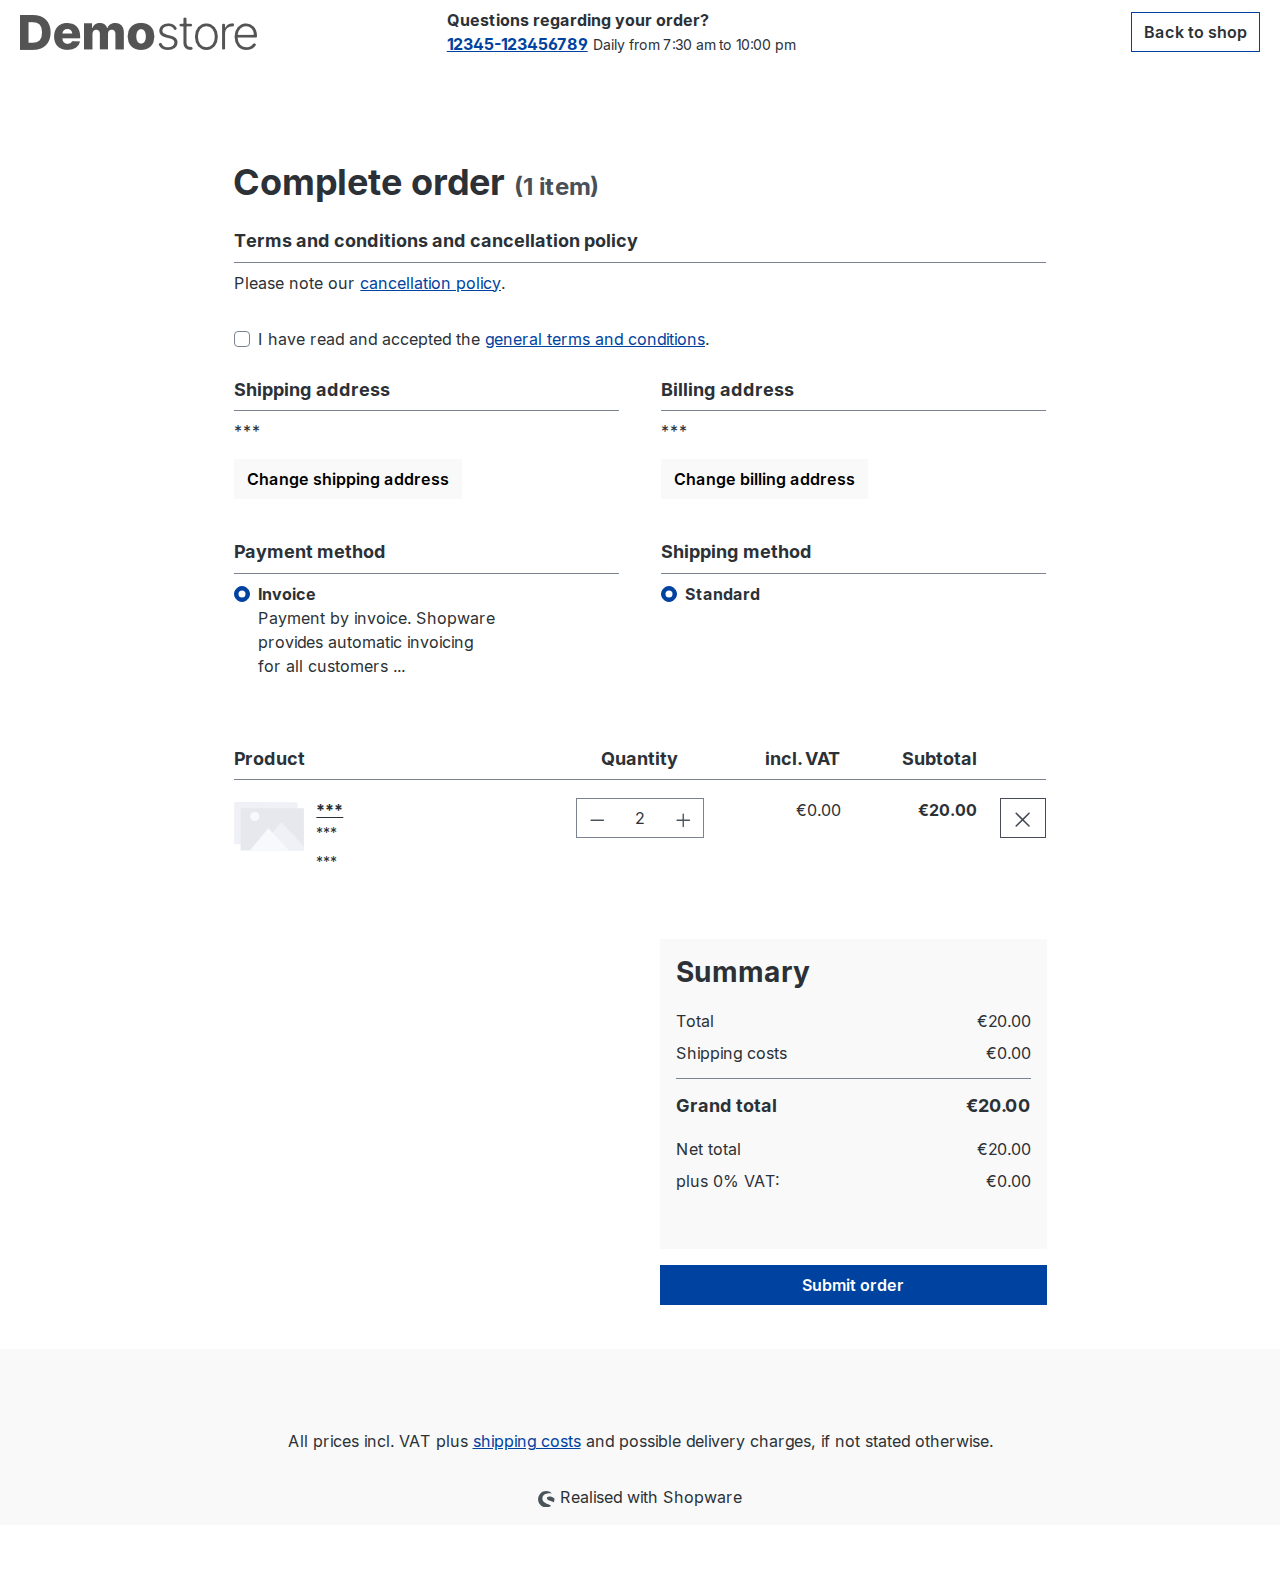 Demostore
Questions regarding your order?
12345-123456789 Daily from 7:30 am to 10:00 pm
Back to shop
Complete order (1 item)
Terms and conditions and cancellation policy
Please note our cancellation policy.
I have read and accepted the general terms and conditions.
Shipping address
***
Change shipping address
Billing address
***
Change billing address
Payment method
Invoice
Payment by invoice. Shopware
provides automatic invoicing
for all customers ...
Shipping method
Standard
Product Quantity incl. VAT Subtotal
*** 2 €0.00 €20.00
***
***
Summary
Total €20.00
Shipping costs €0.00
Grand total €20.00
Net total €20.00
plus 0% VAT: €0.00
Submit order
All prices incl. VAT plus shipping costs and possible delivery charges, if not stated otherwise.
Realised with Shopware